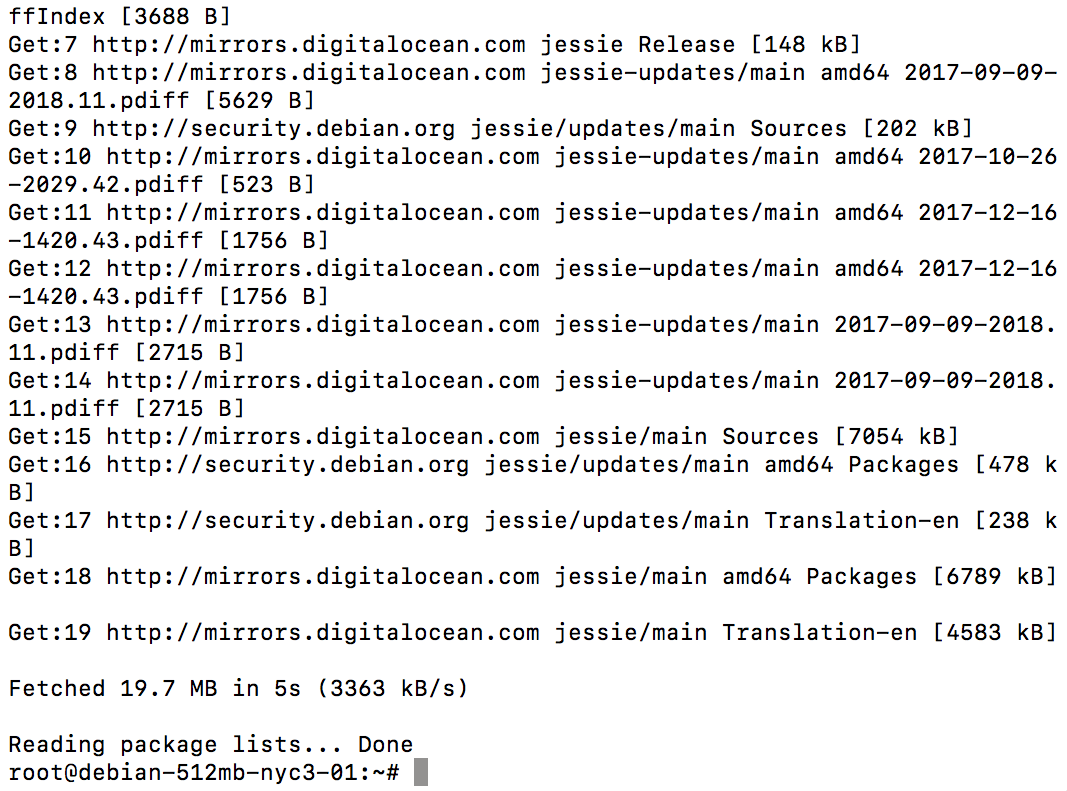 ffIndex [3688 B]
Get:7 http://mirrors.digitalocean.com jessie Release [148 kB]
Get:8 http://mirrors.digitalocean.com jessie-updates/main amd64 2017-09-09-
2018.11.pdiff [5629 B]
Get:9 http://security.debian.org jessie/updates/main Sources [202 kB]
Get:10 http://mirrors.digitalocean.com jessie-updates/main amd64 2017-10-26
-2029.42.pdiff [523 B]
Get:11 http://mirrors.digitalocean.com jessie-updates/main amd64 2017-12-16
-1420.43.pdiff [1756 B]
Get:12 http://mirrors.digitalocean.com jessie-updates/main amd64 2017-12-16
-1420.43.pdiff [1756 B]
Get:13 http://mirrors.digitalocean.com jessie-updates/main 2017-09-09-2018.
11.pdiff [2715 B]
Get:14 http://mirrors.digitalocean.com jessie-updates/main 2017-09-09-2018.
11.pdiff [2715 B]
Get:15 http://mirrors.digitalocean.com jessie/main Sources [7054 kB]
Get:16 http://security.debian.org jessie/updates/main amd64 Packages [478 k
B]
Get:17 http://security.debian.org jessie/updates/main Translation-en [238 k
B]
Get:18 http://mirrors.digitalocean.com jessie/main amd64 Packages [6789 kB]
Get:19 http://mirrors.digitalocean.com jessie/main Translation-en [4583 kB]
Fetched 19.7 MB in 5s (3363 kB/s)
Reading package lists... Done
root@debian-512mb-nyc3-01:~#